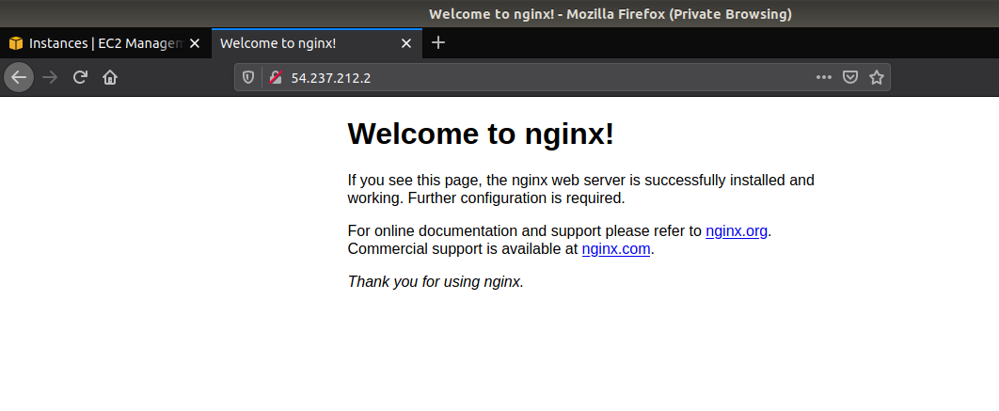 Welcome to nginx! - Mozilla Firefox (Private Browsing)
Instances | EC2 Managem
Welcome to nginx!
54.237.212.2
Welcome to nginx!
If you see this page, the nginx web server is successfully installed and
working. Further configuration is required.
For online documentation and support please refer to nginx.org.
Commercial support is available at nginx.com.
Thank you for using nginx.